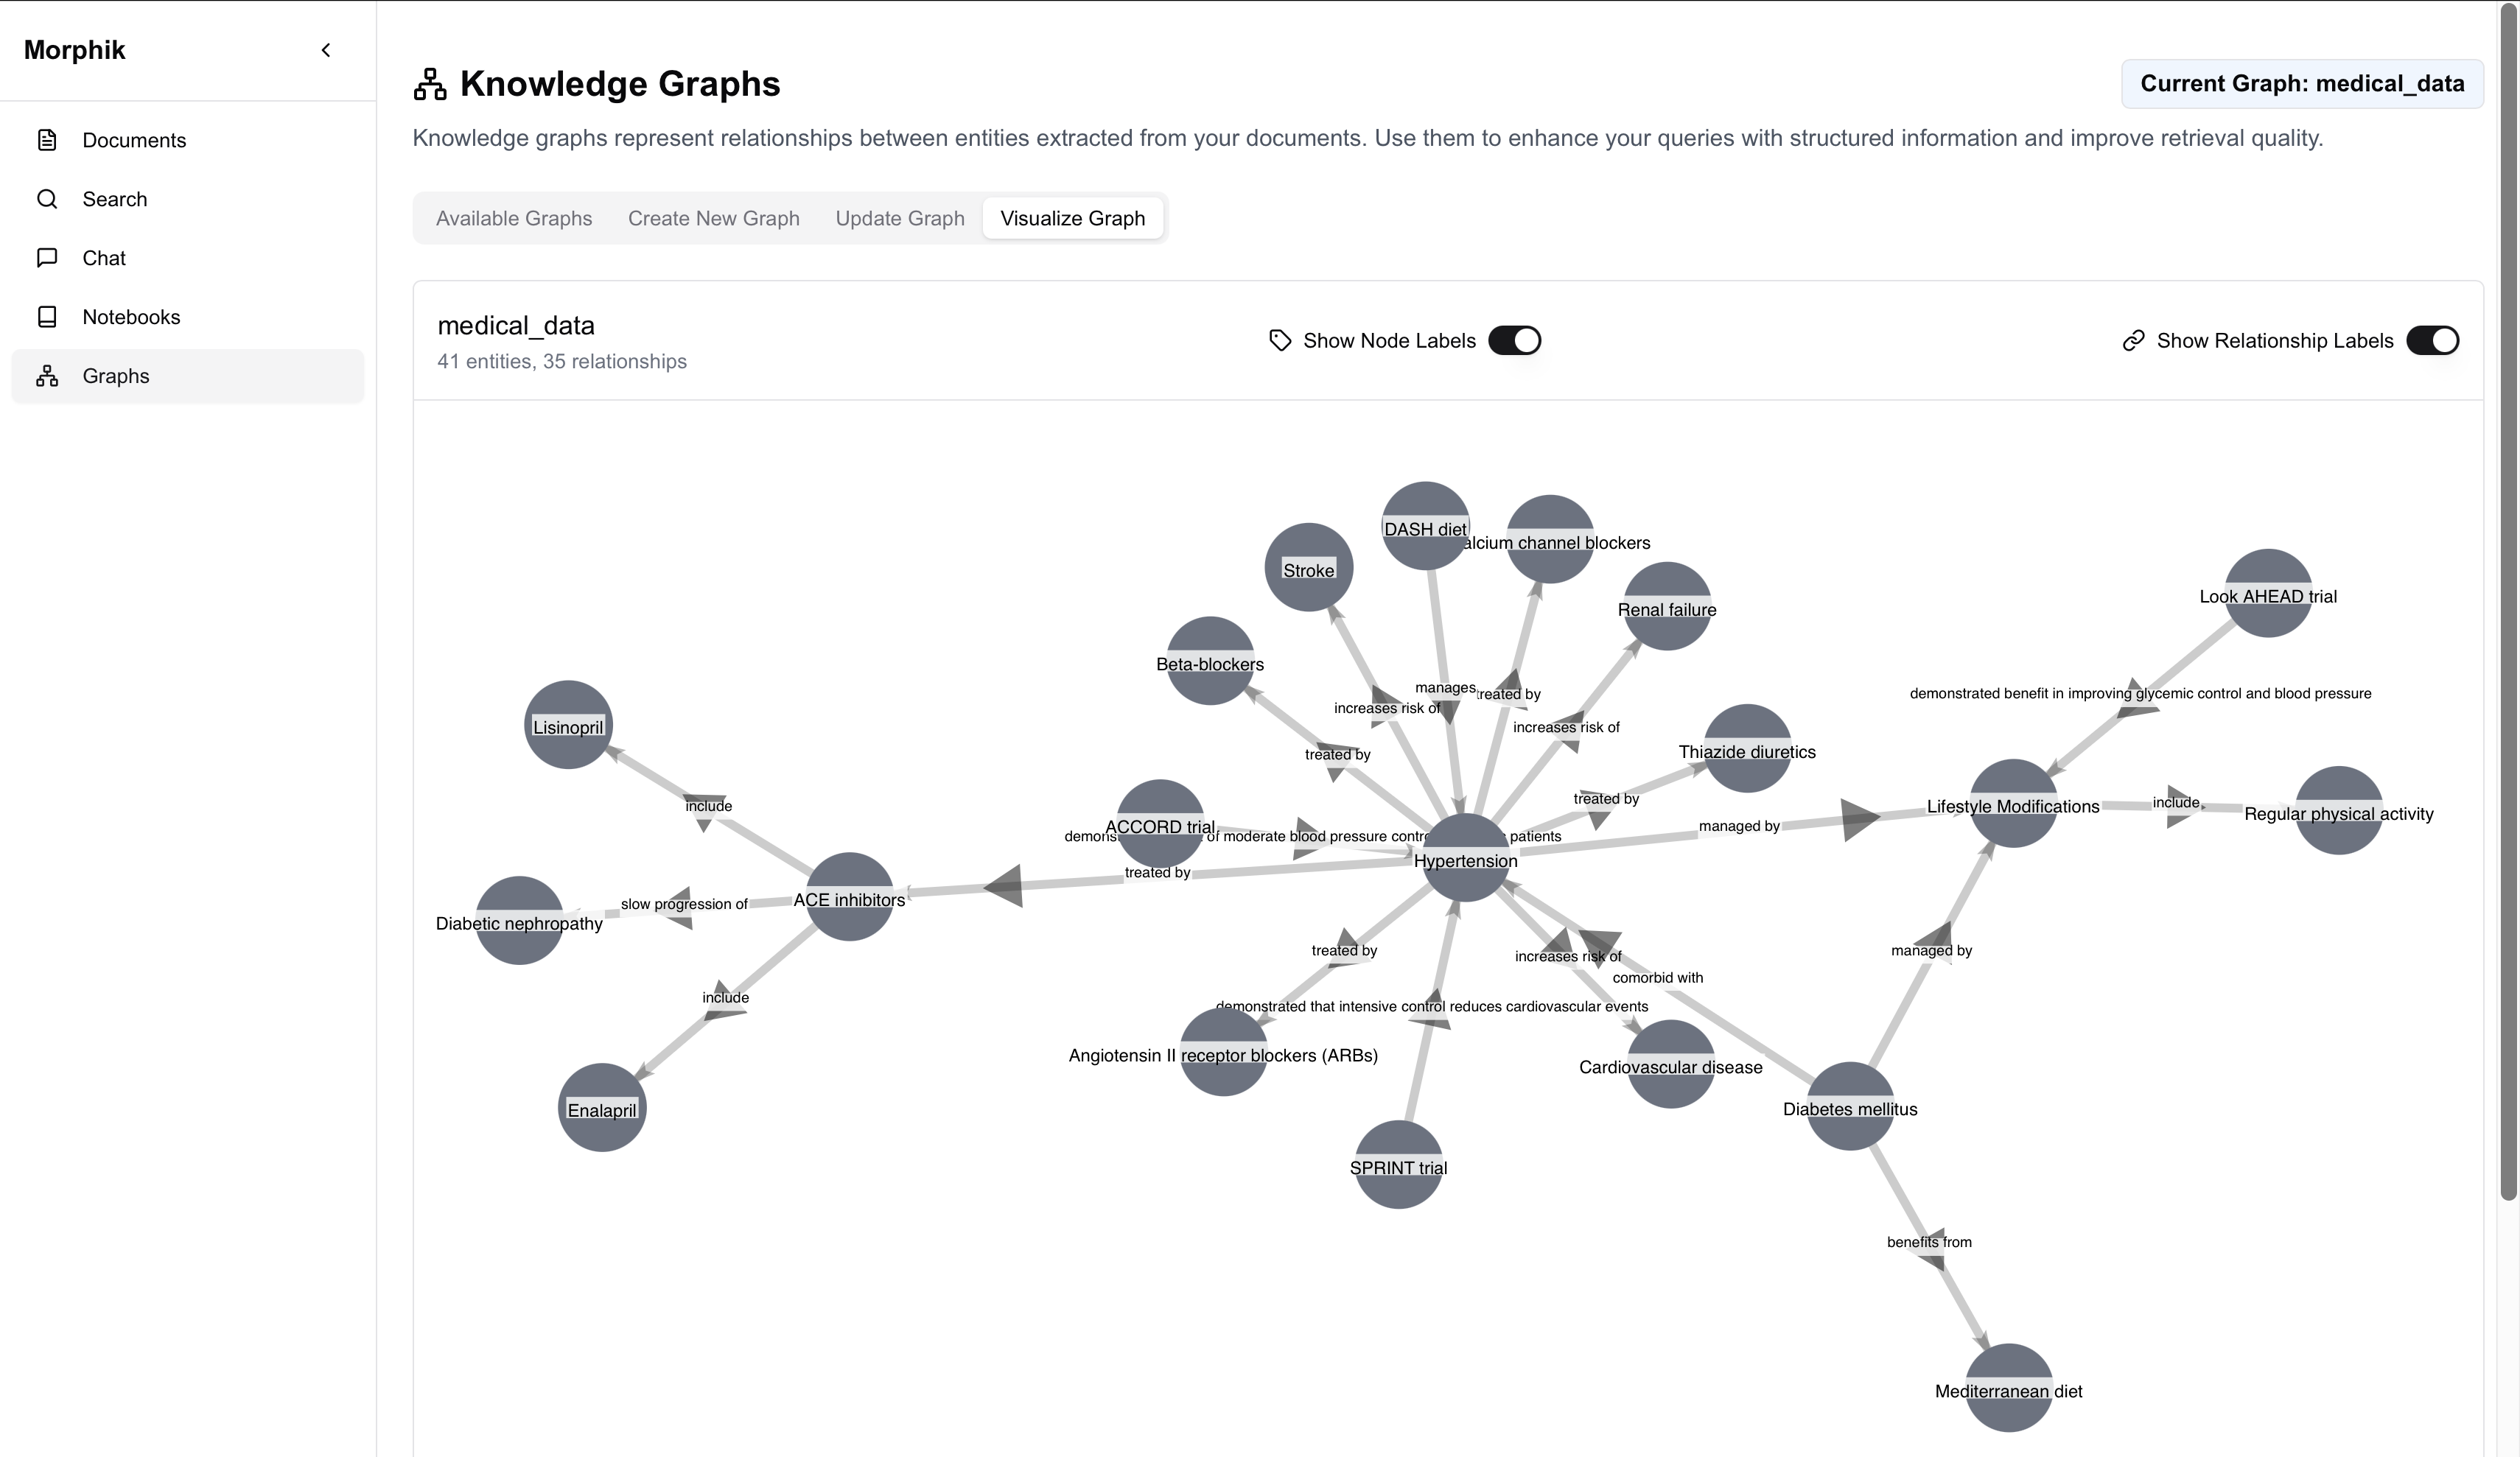 Morphik
Documents
Search
Chat
Notebooks
Graphs
Knowledge Graphs
Current Graph: medical_data
Knowledge graphs represent relationships between entities extracted from your documents. Use them to enhance your queries with structured information and improve retrieval quality.
Available Graphs
Create New Graph
Update Graph
Visualize Graph
medical_data
41 entities, 35 relationships
Show Node Labels
Show Relationship Labels
DASH diet
alcium channel blockers
Stroke
Renal failure
Look AHEAD trial
Beta-blockers
manages
treated by
increases risk of
demonstrated benefit in improving glycemic control and blood pressure
Lisinopril
increases risk of
treated by
Thiazide diuretics
treated by
include
Lifestyle Modifications
include
Regular physical activity
ACCORD trial
managed by
of moderate blood pressure
patients
Hypertension
treated by
ACE inhibitors
slow progression of
Diabetic nephropathy
treated by
increases risk of
managed by
comorbid with
include
demonstrated that intensive control reduces cardiovascular events
Angiotensin II receptor blockers (ARBs)
Cardiovascular disease
Enalapril
Diabetes mellitus
SPRINT trial
benefits from
Mediterranean diet